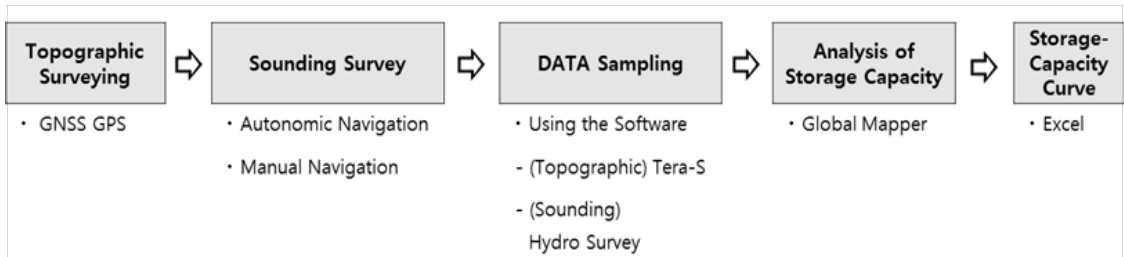 Topographic
Surveying
Sounding Survey
DATA Sampling
Analysis of
Storage Capacity
Storage-
Capacity
Curve
· GNSS GPS
· Autonomic Navigation
· Manual Navigation
· Using the Software
- (Topographic) Tera-S
- (Sounding)
Hydro Survey
· Global Mapper
· Excel